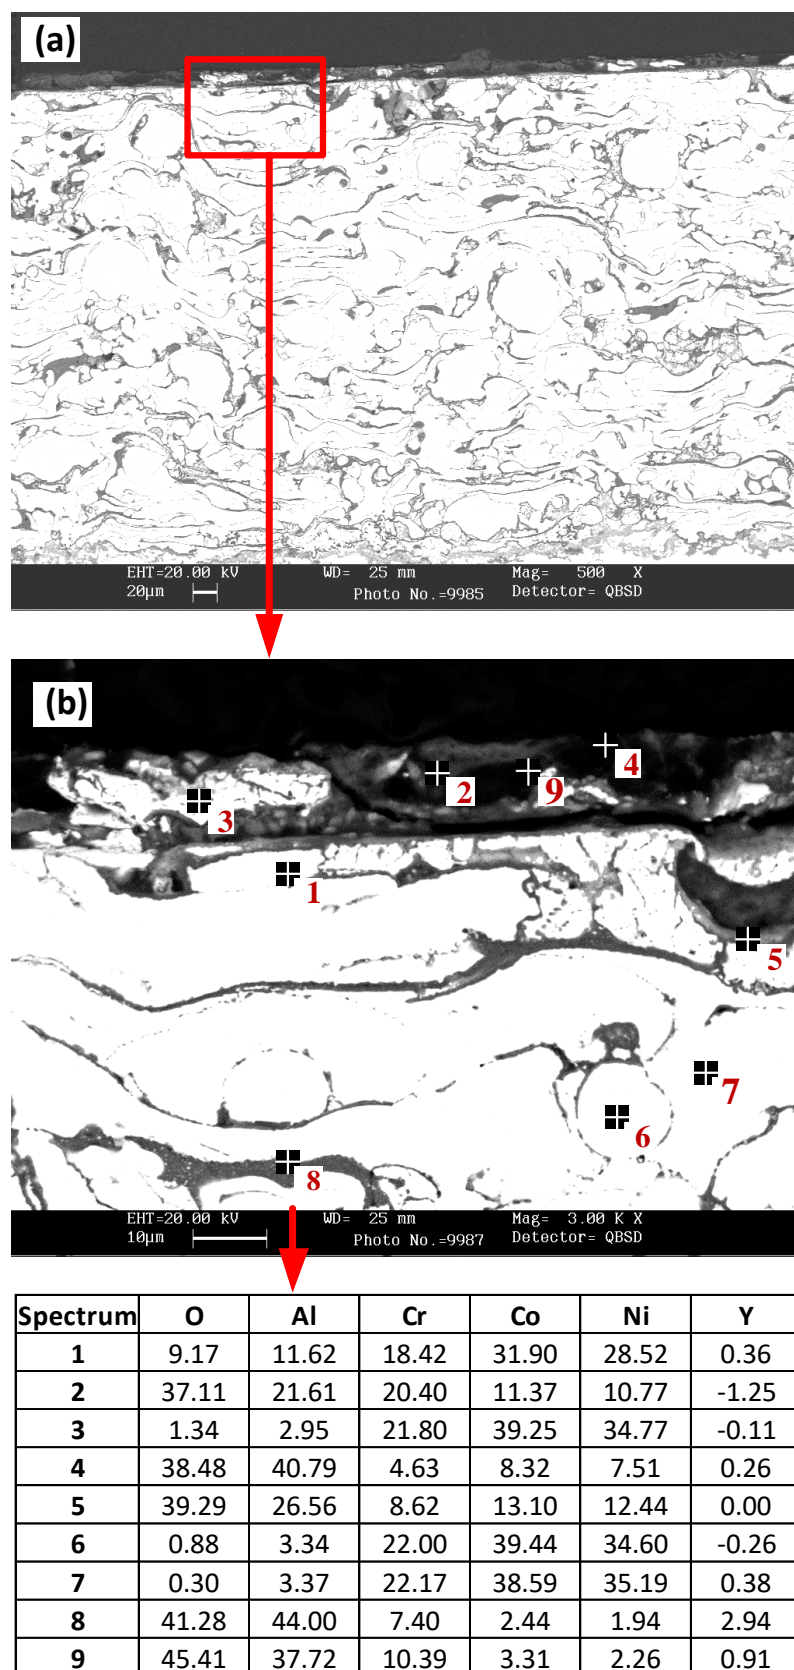 (a)
EHT=20.00 kV WD= 25 mm Mag= 500 X
20µm Photo No.=9985 Detector= QBSD
(b)
4
2 9
3
1
5
7
6
8
EHT=20.00 kV WD= 25 mm Mag= 3.00 K X
10µm Photo No.=9987 Detector= QBSD
Spectrum O Al Cr Co Ni Y
1 9.17 11.62 18.42 31.90 28.52 0.36
2 37.11 21.61 20.40 11.37 10.77 -1.25
3 1.34 2.95 21.80 39.25 34.77 -0.11
4 38.48 40.79 4.63 8.32 7.51 0.26
5 39.29 26.56 8.62 13.10 12.44 0.00
6 0.88 3.34 22.00 39.44 34.60 -0.26
7 0.30 3.37 22.17 38.59 35.19 0.38
8 41.28 44.00 7.40 2.44 1.94 2.94
9 45.41 37.72 10.39 3.31 2.26 0.91